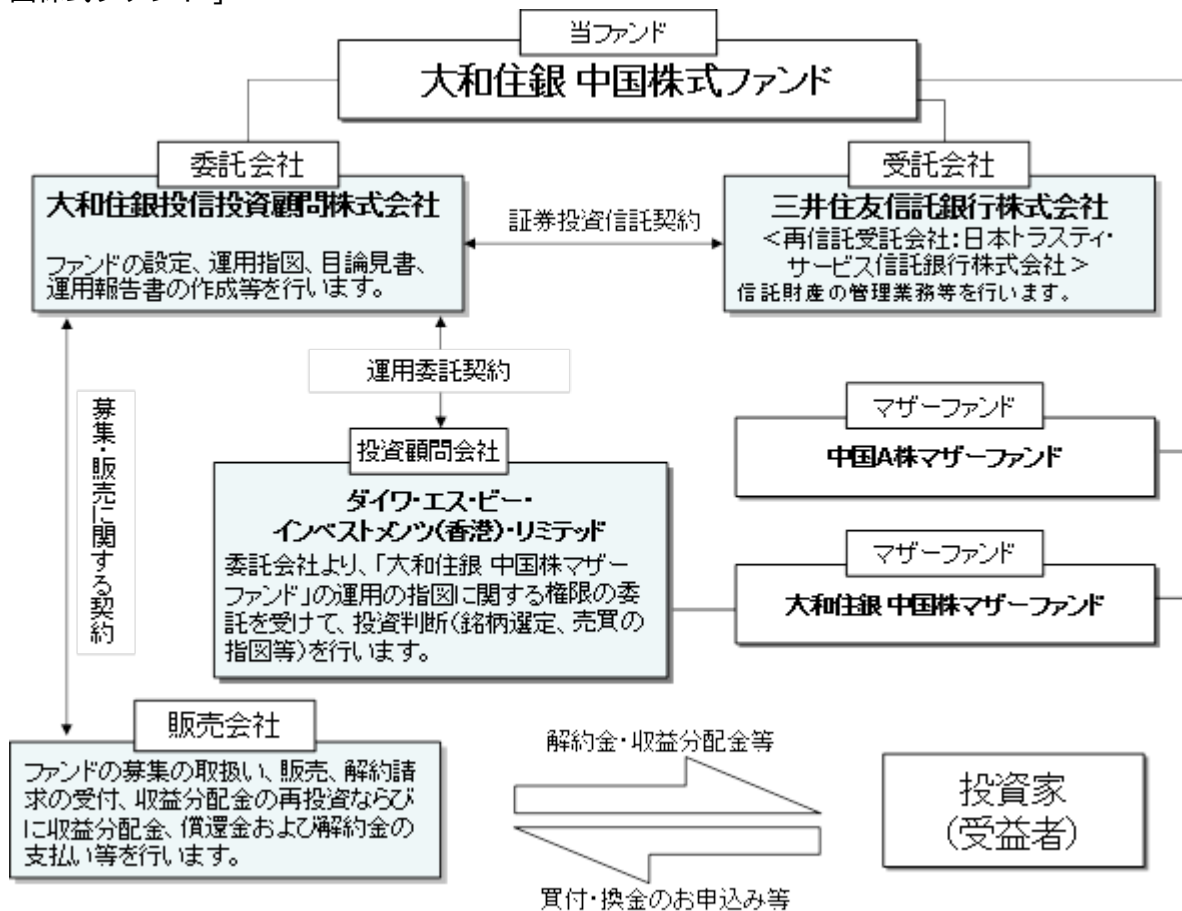 当ファンド
大和住銀 中国株式ファンド
委託会社
大和住銀投信投資顧問株式会社
ファンドの設定、運用指図、目論見書、
運用報告書の作成等を行います。
証券投資信託契約
受託会社
三井住友信託銀行株式会社
<再信託受託会社:日本トラスティ・
サービス信託銀行株式会社>
信託財産の管理業務等を行います。
運用委託契約
募集・販売に関する契約
投資顧問会社
ダイワ・エス・ビー・
インベストメンツ(香港)・リミテッド
委託会社より、「大和住銀 中国株マザー
ファンド」の運用の指図に関する権限の委
託を受けて、投資判断(銘柄選定、売買の
指図等)を行います。
マザーファンド
中国A株マザーファンド
マザーファンド
大和住銀 中国株マザーファンド
販売会社
ファンドの募集の取扱い、販売、解約請
求の受付、収益分配金の再投資ならび
に収益分配金、償還金および解約金の
支払い等を行います。
解約金・収益分配金等
買付・換金のお申込み等
投資家
(受益者)